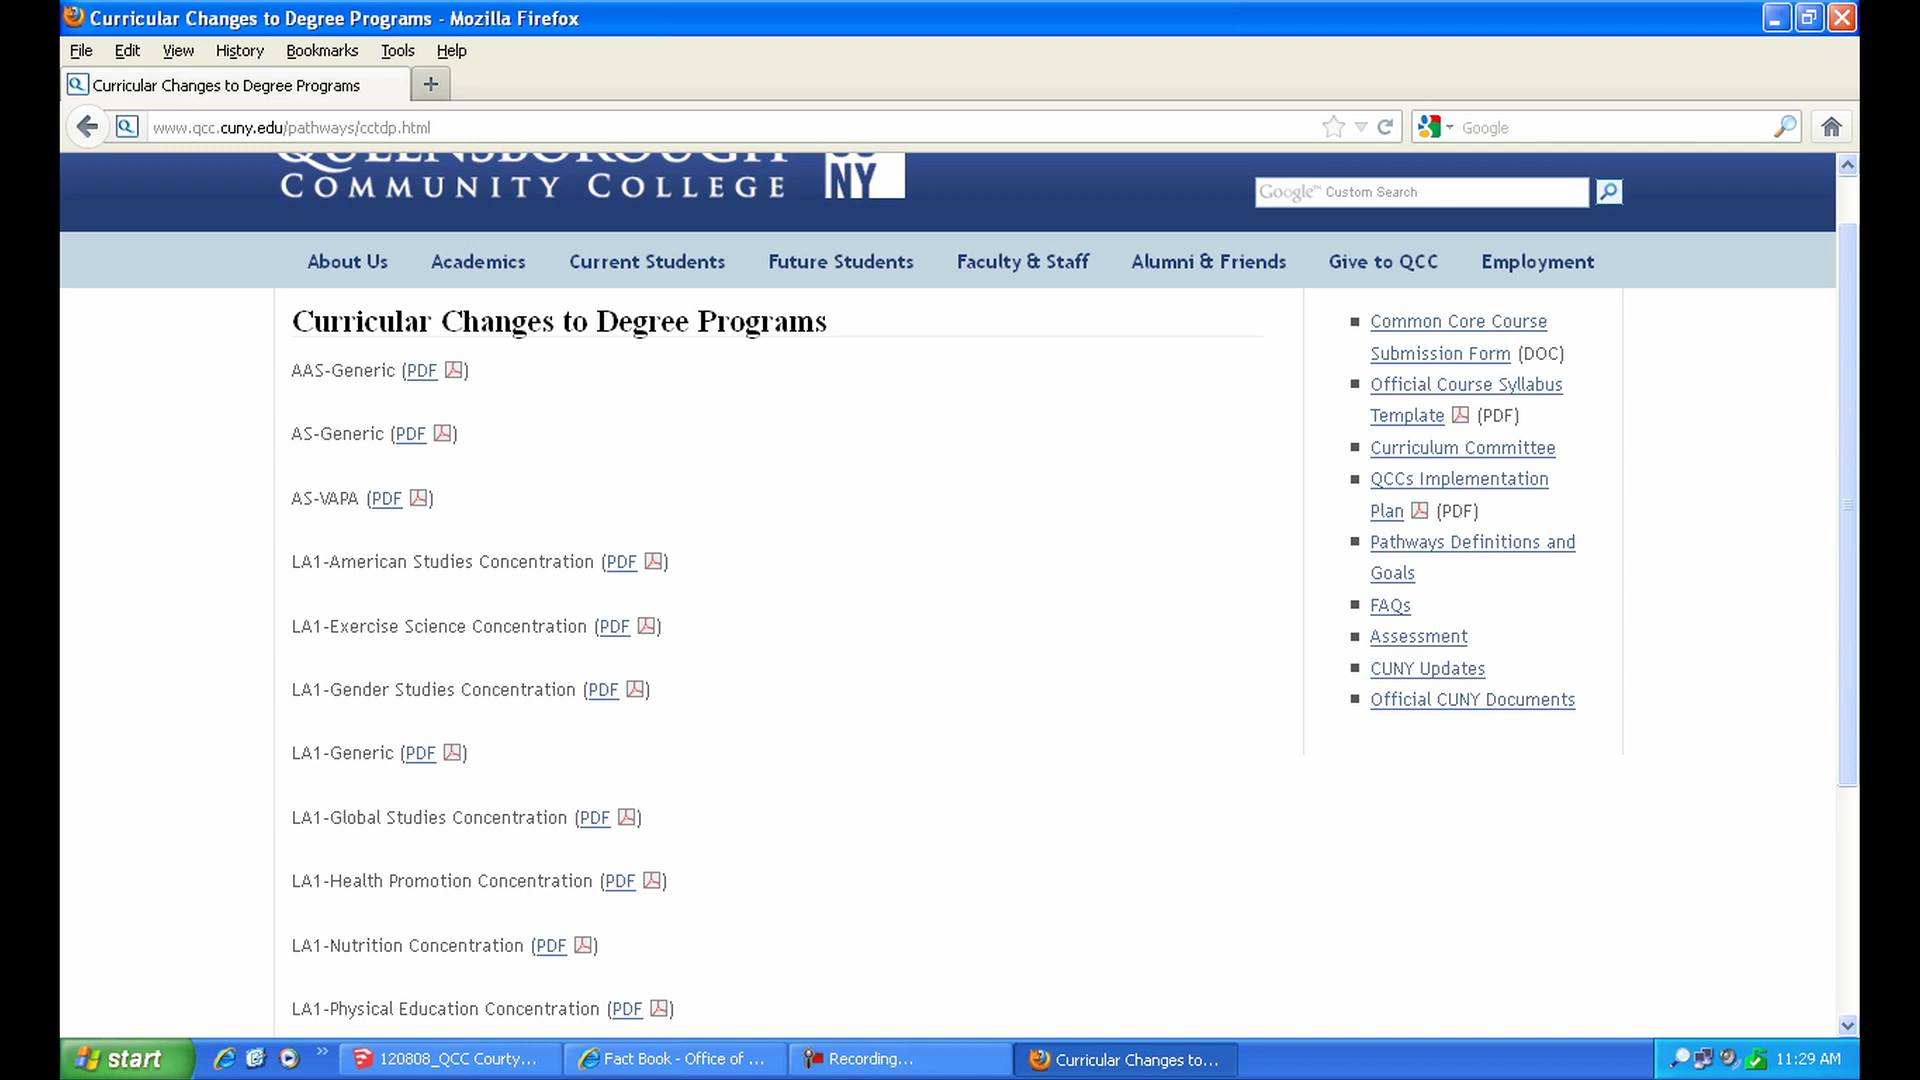 Curricular Changes to Degree Programs - Mozilla Firefox
File Edit View History Bookmarks Tools Help
Curricular Changes to Degree Programs
www.qcc.cuny.edu/pathways/cctdp.html
Google
QUEENSBOROUGH
COMMUNITY COLLEGE
NY
Google™ Custom Search
About Us Academics Current Students Future Students Faculty & Staff Alumni & Friends Give to QCC Employment
Curricular Changes to Degree Programs
AAS-Generic (PDF)
AS-Generic (PDF)
AS-VAPA (PDF)
LA1-American Studies Concentration (PDF)
LA1-Exercise Science Concentration (PDF)
LA1-Gender Studies Concentration (PDF)
LA1-Generic (PDF)
LA1-Global Studies Concentration (PDF)
LA1-Health Promotion Concentration (PDF)
LA1-Nutrition Concentration (PDF)
LA1-Physical Education Concentration (PDF)
Common Core Course
Submission Form (DOC)
Official Course Syllabus
Template (PDF)
Curriculum Committee
QCCs Implementation
Plan (PDF)
Pathways Definitions and
Goals
FAQs
Assessment
CUNY Updates
Official CUNY Documents
start
120808_QCC Courty...
Fact Book - Office of ...
Recording...
Curricular Changes to...
11:29 AM